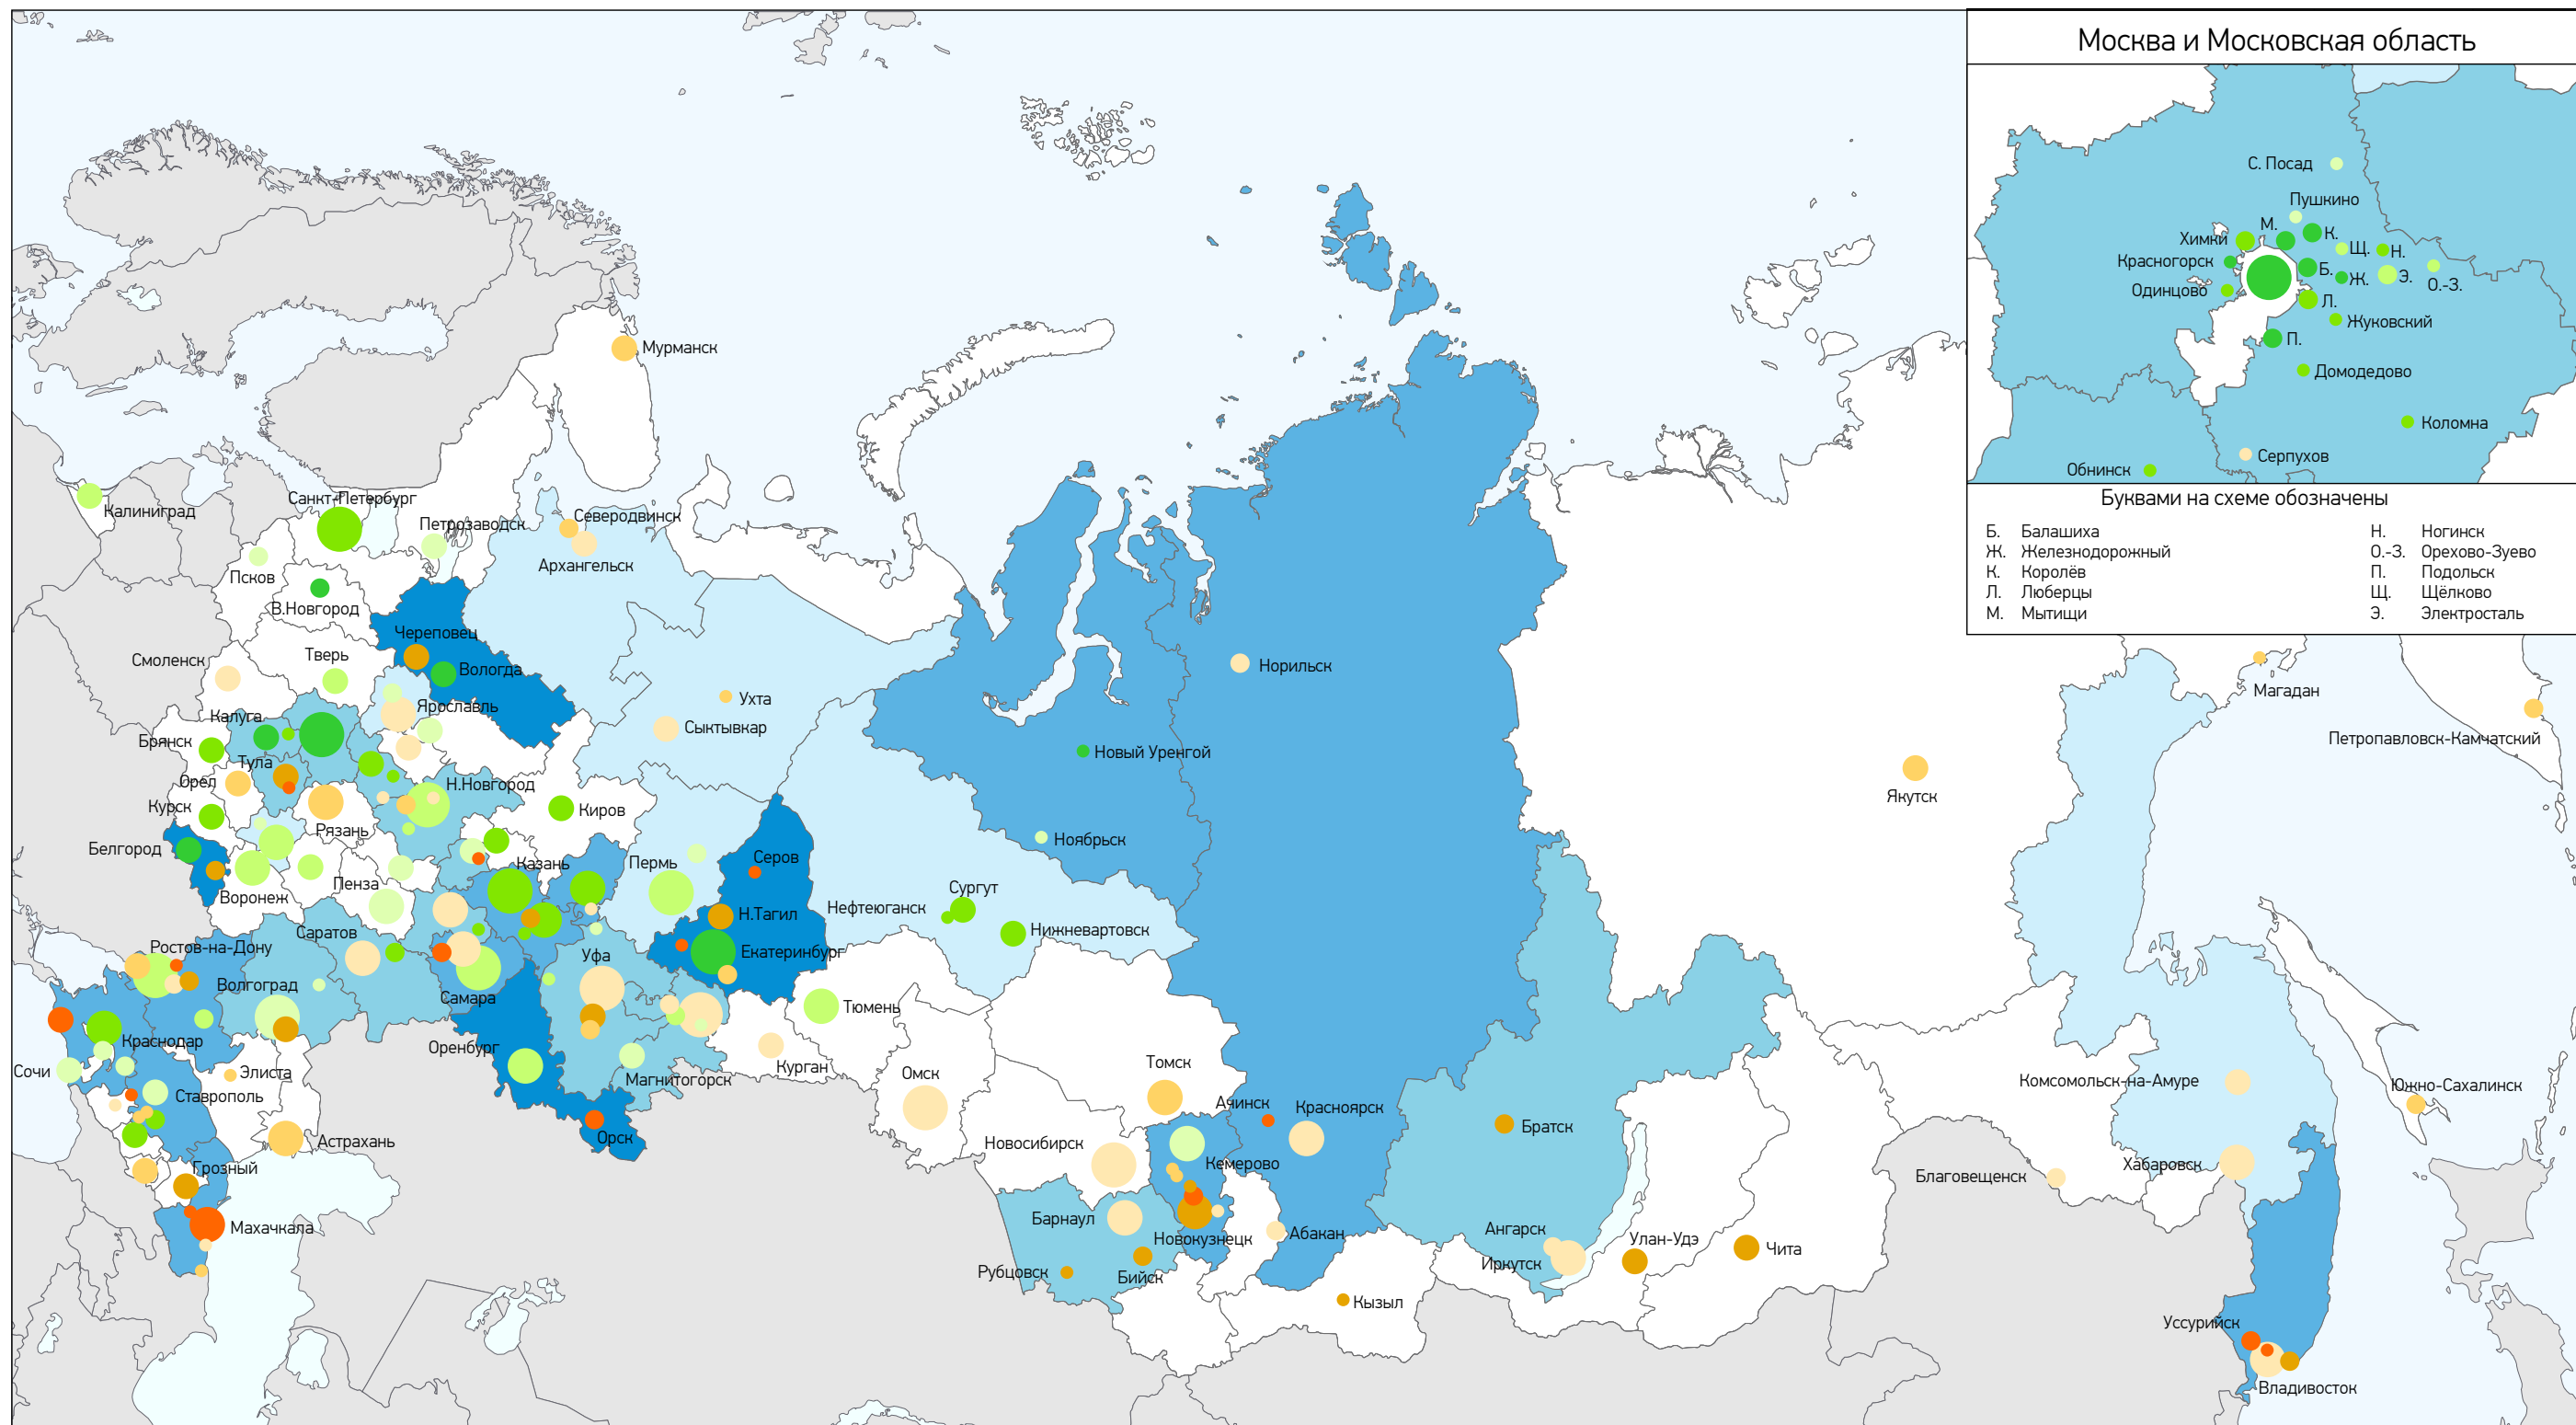 Москва и Московская область
С. Посад
Пушкино
М.
К.
Химки
Щ.
Н.
Красногорск
Б.
Ж.
Э.
О.-З.
Одинцово
Л.
Жуковский
П.
Домодедово
Коломна
Серпухов
Обнинск
Буквами на схеме обозначены
Б. Балашиха
Ж. Железнодорожный
К. Королёв
Л. Люберцы
М. Мытищи
Н. Ногинск
О.-З. Орехово-Зуево
П. Подольск
Щ. Щёлково
Э. Электросталь
Мурманск
Калиниград
Санкт-Петербург
Петрозаводск
Северодвинск
Архангельск
Псков
В.Новгород
Череповец
Вологда
Смоленск
Тверь
Норильск
Магадан
Ухта
Ярославль
Калуга
Сыктывкар
Брянск
Новый Уренгой
Петропавловск-Камчатский
Тула
Орел
Н.Новгород
Якутск
Курск
Киров
Рязань
Ноябрьск
Белгород
Казань
Пермь
Серов
Пенза
Воронеж
Сургут
Нефтеюганск
Н.Тагил
Нижневартовск
Саратов
Ростов-на-Дону
Екатеринбург
Уфа
Волгоград
Самара
Тюмень
Краснодар
Оренбург
Курган
Сочи
Элиста
Магнитогорск
Омск
Томск
Комсомольск-на-Амуре
Южно-Сахалинск
Ставрополь
Ачинск
Красноярск
Братск
Астрахань
Орск
Новосибирск
Кемерово
Хабаровск
Грозный
Благовещенск
Махачкала
Барнаул
Абакан
Новокузнецк
Ангарск
Улан-Удэ
Чита
Иркутск
Рубцовск
Бийск
Кызыл
Уссурийск
Владивосток